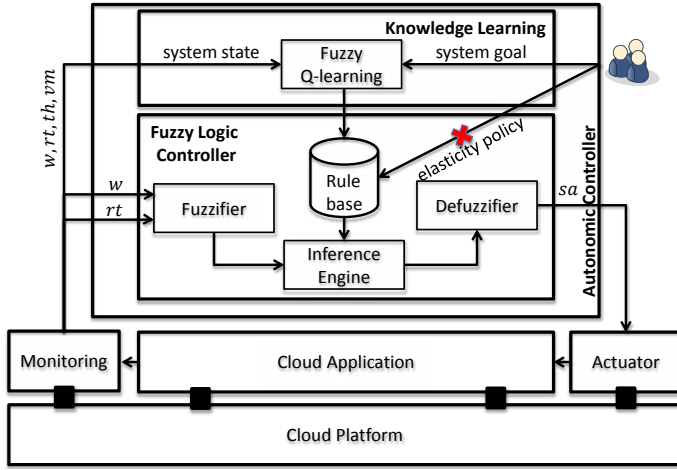 Knowledge Learning
system state
Fuzzy
Q-learning
system goal
w, rt, th, vm
Fuzzy Logic
Controller
elasticity policy
Autonomic Controller
Rule
base
w
rt
Fuzzifier
Defuzzifier
sa
Inference
Engine
Monitoring
Cloud Application
Actuator
Cloud Platform